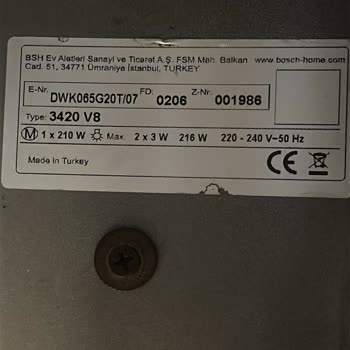 BSH Ev Aletleri Sanayi ve Ticaret A.Ş. FSM Mah. Balkan www.bosch-home.com
Cad. 51, 34771 Ümraniye İstanbul, TURKEY
E-Nr. DWK065G20T/07 FD: 0206 Z-Nr. 001986
Type: 3420 V8
M 1 x 210 W Max. 2 x 3 W 216 W 220 - 240 V~50 Hz
Made in Turkey CE